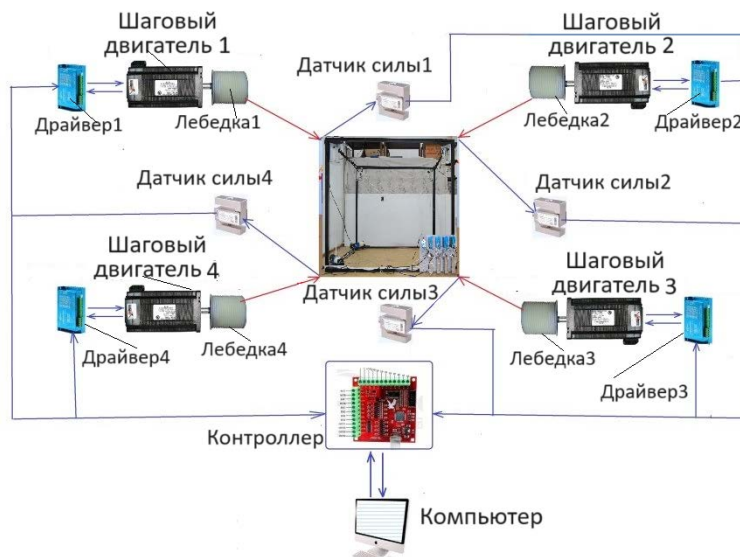 Шаговый
двигатель 1
Шаговый
двигатель 2
Датчик силы1
Драйвер1
Лебедка1
Лебедка2
Драйвер2
Датчик силы4
Датчик силы2
Шаговый
двигатель 4
Шаговый
двигатель 3
Датчик силы3
Драйвер4
Лебедка4
Лебедка3
Драйвер3
Контроллер
Компьютер